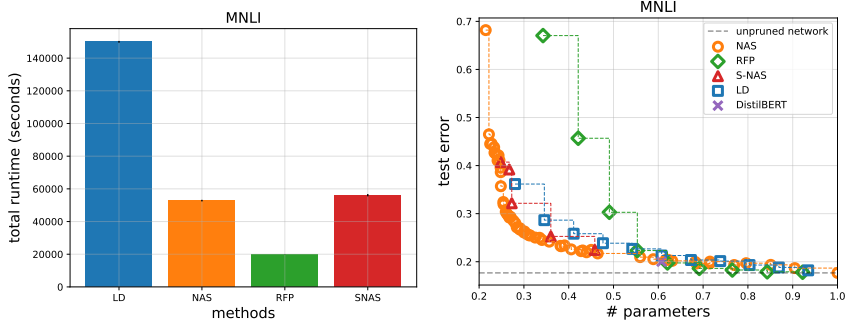 MNLI
total runtime (seconds)
140000
120000
100000
80000
60000
40000
20000
0
LD NAS RFP SNAS
methods
MNLI
test error
0.7
0.6
0.5
0.4
0.3
0.2
unpruned network
NAS
RFP
S-NAS
LD
DistilBERT
0.2 0.3 0.4 0.5 0.6 0.7 0.8 0.9 1.0
# parameters